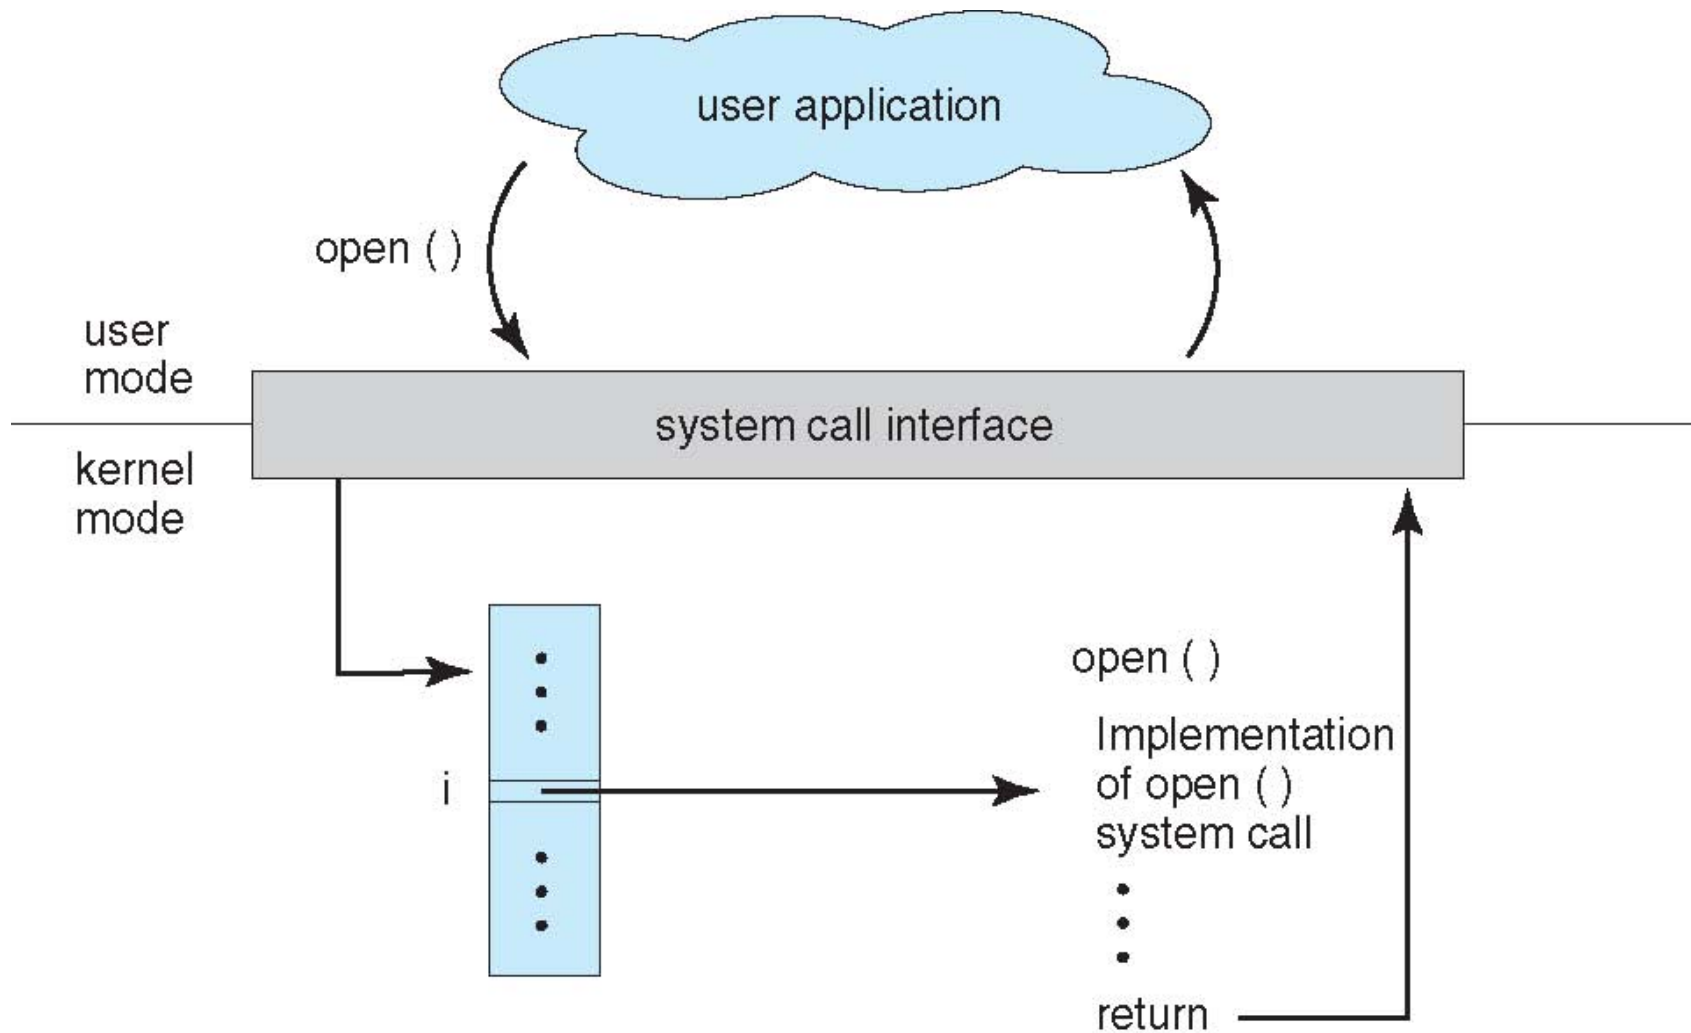 user application
open ( )
user
mode
system call interface
kernel
mode
open ( )
Implementation
of open ( )
system call
i
return